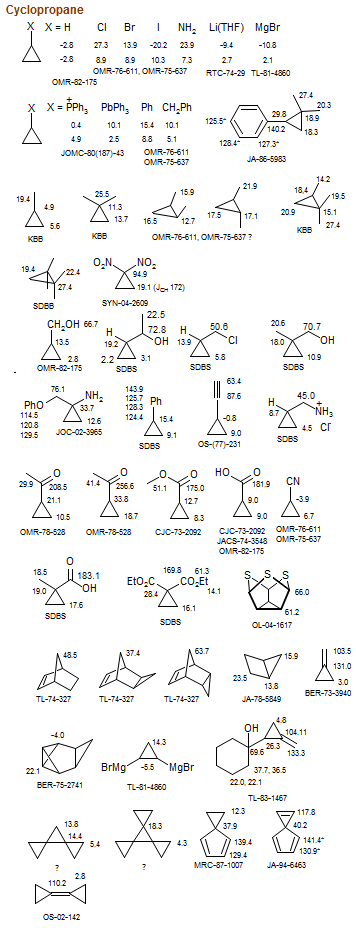 Cyclopropane
X X = H Cl Br I NH2 Li(THF) MgBr
-2.8 27.3 13.9 -20.2 23.9 -9.4 -10.8
-2.8 8.9 8.9 10.3 7.3 2.7 2.1
OMR-82-175 OMR-76-611, OMR-75-637 RTC-74-29 TL-81-4860
X X = +PPh3 PbPh3 Ph CH2Ph
0.4 10.1 15.4 10.1
4.9 2.5 8.8 5.1
JOMC-80(187)-43 OMR-76-611
OMR-75-637
27.4
125.5* 29.8 20.3
18.9
140.2 18.3
128.4* 127.3*
JA-86-5983
19.4 4.9 5.6
KBB
25.5 11.3 13.7
KBB
15.9 16.5 12.7
21.9 17.5 17.1
OMR-76-611, OMR-75-637 ?
14.2 18.4 19.5 20.9 15.1 27.4
KBB
19.4 22.4 27.4
SDBB
O2N NO2
94.9
19.1 (JCH 172)
SYN-04-2609
CH2OH 66.7
13.5
2.8
OMR-82-175
22.5
H 72.8
19.2 OH
2.2 3.1
SDBS
H 50.6
13.9 Cl
5.8
SDBS
20.6 70.7
18.0 OH
10.9
SDBS
76.1
PhO NH2
114.5 33.7
120.8 12.6
129.5 JOC-02-3965
143.9
125.7 Ph
128.3
124.4 15.4
9.1
SDBS
63.4
87.6
-0.8
9.0
OS-(77)-231
H 45.0
8.7 NH3+
4.5 Cl-
SDBS
29.9 O
208.5
21.1
10.5
OMR-78-528
41.4 O
256.6
33.8
18.7
OMR-78-528
O O
51.1 175.0
12.7
8.3
CJC-73-2092
HO O
181.9
9.0
9.0
CJC-73-2092
JACS-74-3548
OMR-82-175
CN
-3.9
6.7
OMR-76-611
OMR-75-637
18.5 O
183.1
19.0 OH
17.6
SDBS
169.8 61.3
EtO2C CO2Et
28.4 14.1
16.1
SDBS
S S S
66.0
61.2
OL-04-1617
48.5
TL-74-327
37.4
TL-74-327
63.7
TL-74-327
15.9
23.5 13.8
JA-78-5849
103.5
131.0
3.0
BER-73-3940
-4.0
22.1
BER-75-2741
14.3
BrMg -5.5 MgBr
TL-81-4860
OH 4.8
104.11
69.6 26.3
133.3
37.7, 36.5
22.0, 22.1
TL-83-1467
13.8
14.4 5.4
?
18.3
4.3
?
12.3
37.9
139.4
129.4
MRC-87-1007
117.8
40.2
141.4*
130.9*
JA-94-6463
2.8
110.2
OS-02-142